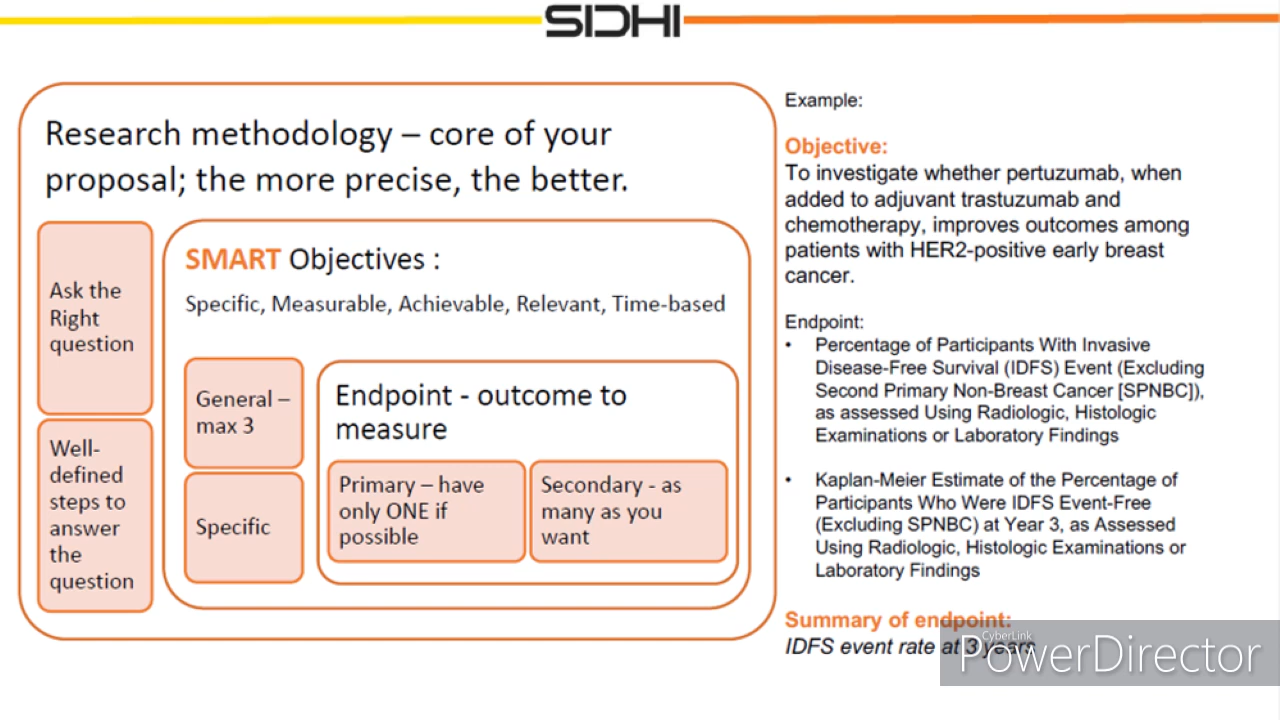 SIDHI
Research methodology – core of your
proposal; the more precise, the better.
Ask the
Right
question
Well-
defined
steps to
answer
the
question
SMART Objectives :
Specific, Measurable, Achievable, Relevant, Time-based
General –
max 3
Specific
Endpoint - outcome to
measure
Primary – have
only ONE if
possible
Secondary - as
many as you
want
Example:
Objective:
To investigate whether pertuzumab, when
added to adjuvant trastuzumab and
chemotherapy, improves outcomes among
patients with HER2-positive early breast
cancer.
Endpoint:
• Percentage of Participants With Invasive
Disease-Free Survival (IDFS) Event (Excluding
Second Primary Non-Breast Cancer [SPNBC]),
as assessed Using Radiologic, Histologic
Examinations or Laboratory Findings
• Kaplan-Meier Estimate of the Percentage of
Participants Who Were IDFS Event-Free
(Excluding SPNBC) at Year 3, as Assessed
Using Radiologic, Histologic Examinations or
Laboratory Findings
Summary of endpoint:
IDFS event rate at 3 years
CyberLink
PowerDirector